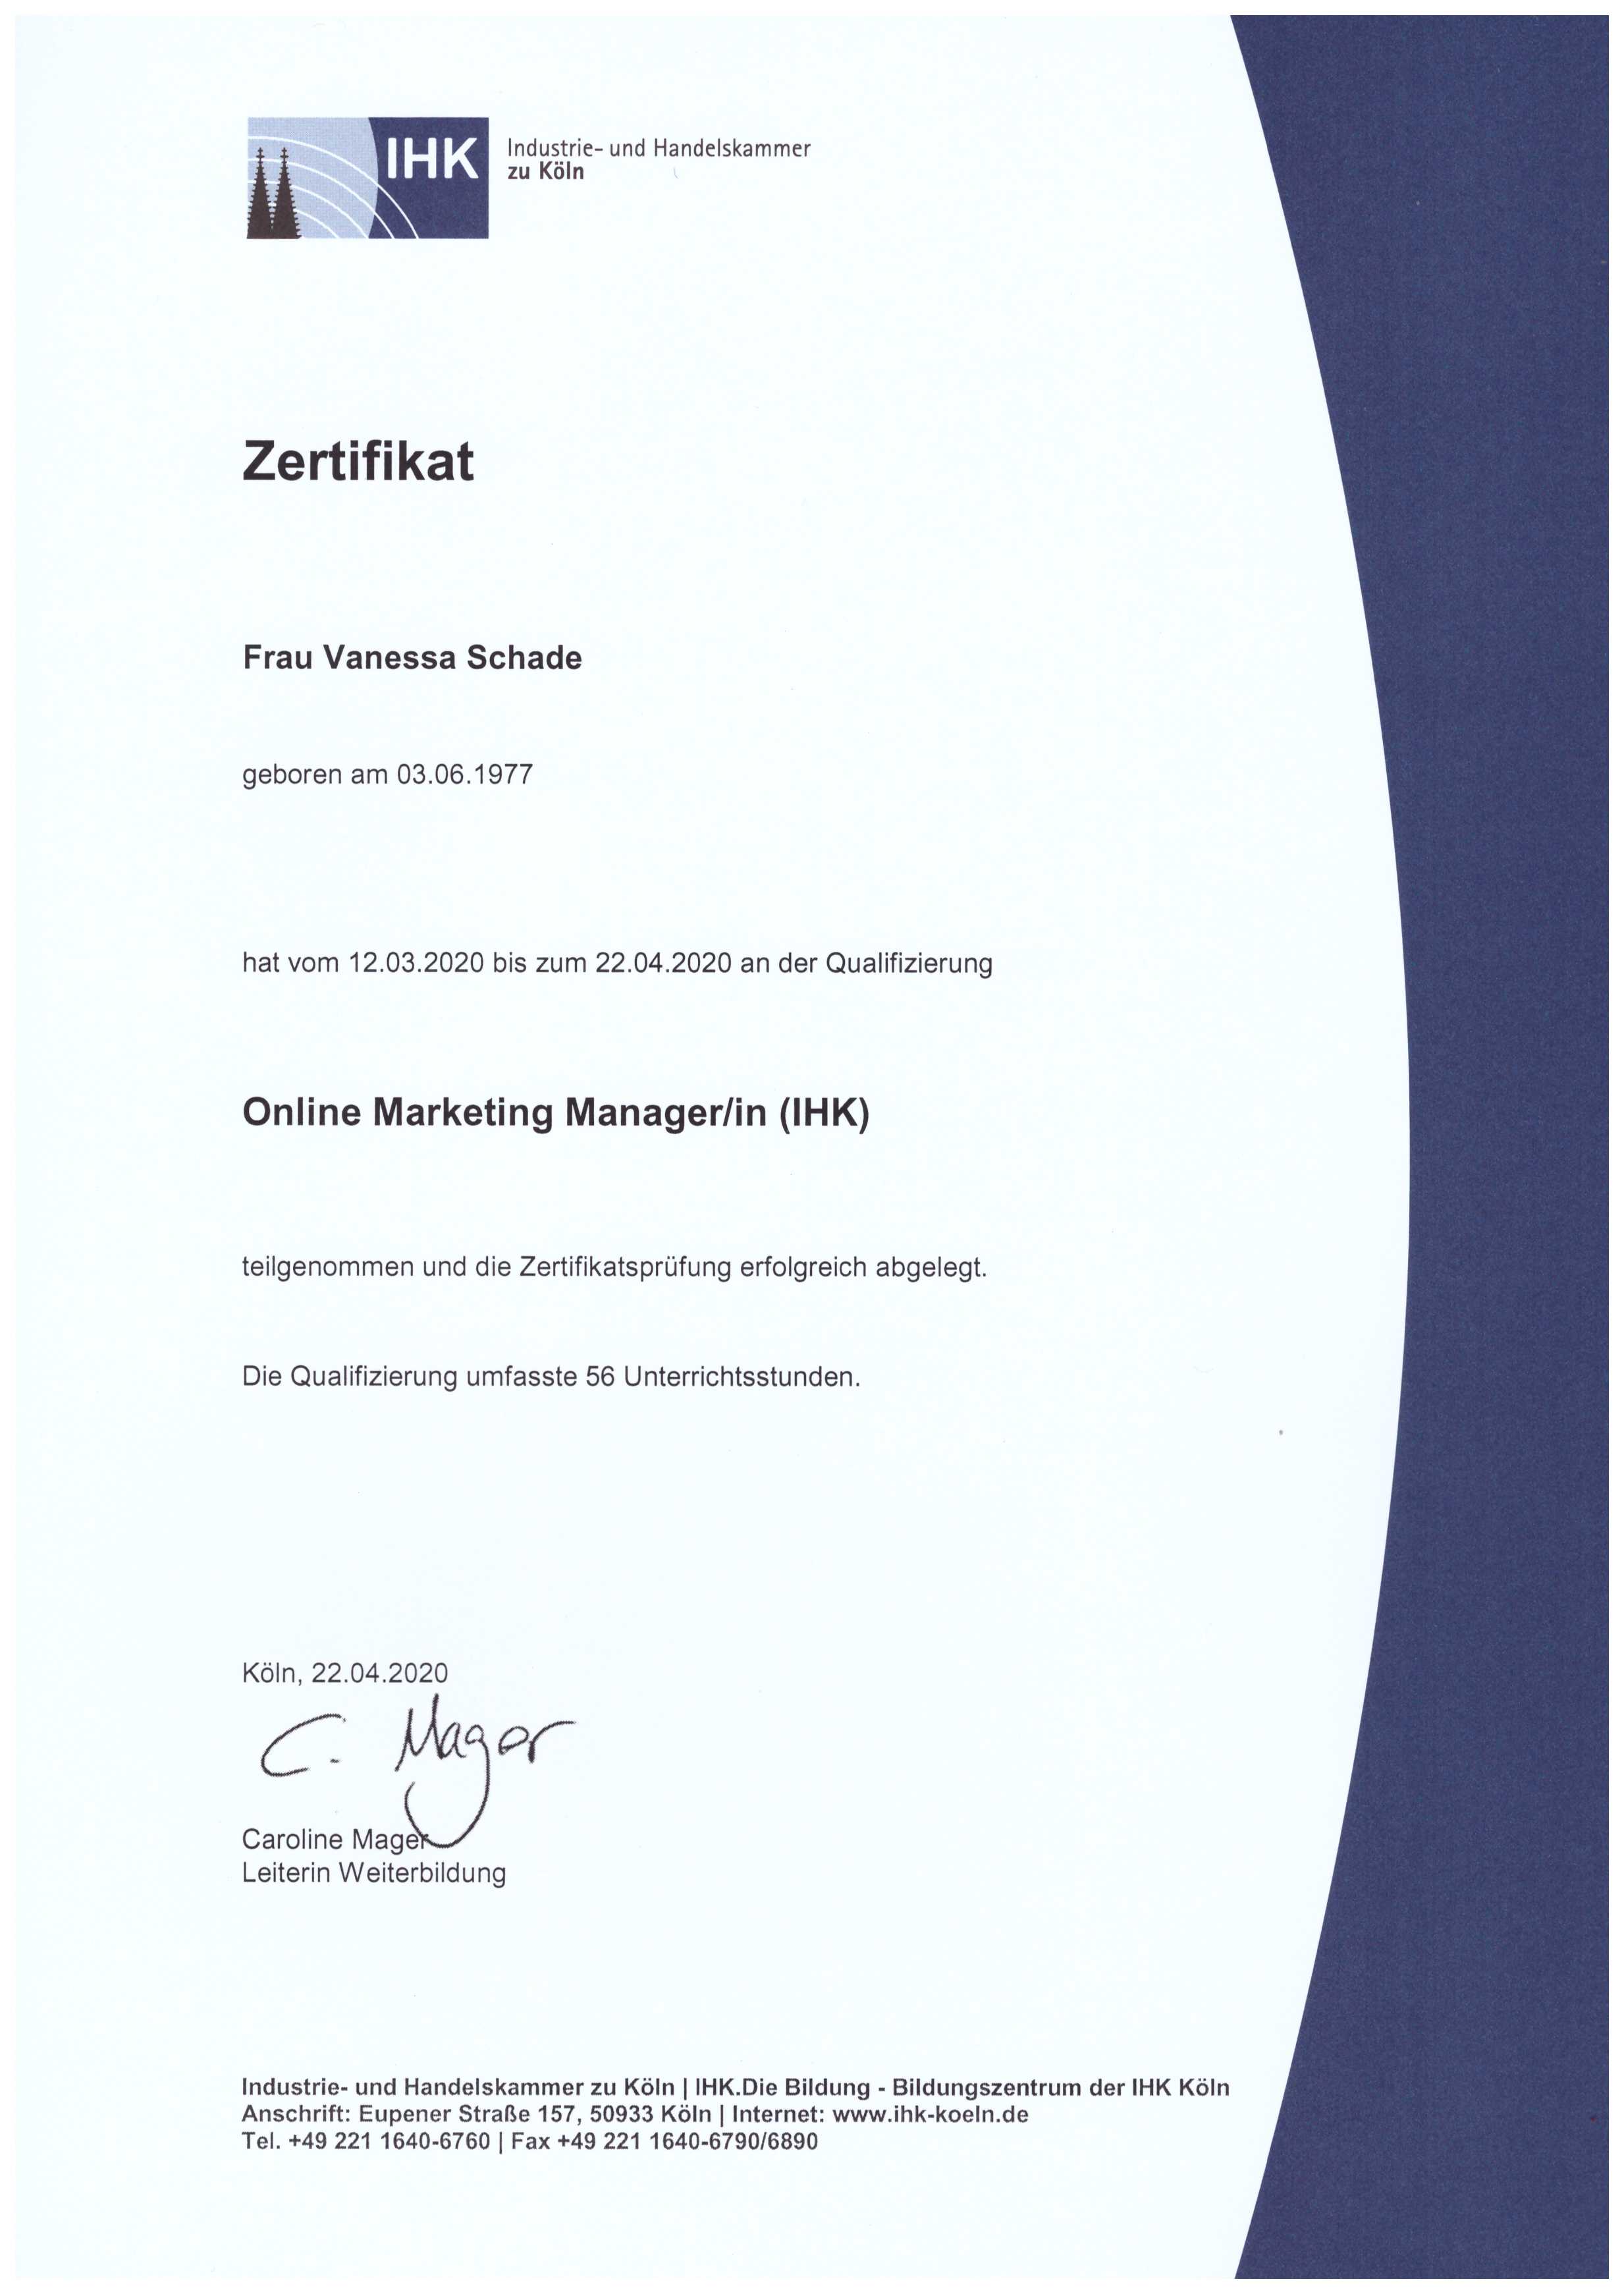 IHK
Industrie- und Handelskammer
zu Köln
Zertifikat
Frau Vanessa Schade
geboren am 03.06.1977
hat vom 12.03.2020 bis zum 22.04.2020 an der Qualifizierung
Online Marketing Manager/in (IHK)
teilgenommen und die Zertifikatsprüfung erfolgreich abgelegt.
Die Qualifizierung umfasste 56 Unterrichtsstunden.
Köln, 22.04.2020
C. Mager
Caroline Mager
Leiterin Weiterbildung
Industrie- und Handelskammer zu Köln | IHK.Die Bildung - Bildungszentrum der IHK Köln
Anschrift: Eupener Straße 157, 50933 Köln | Internet: www.ihk-koeln.de
Tel. +49 221 1640-6760 | Fax +49 221 1640-6790/6890